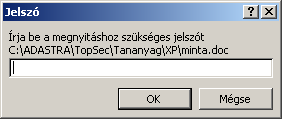 Jelszó
Írja be a megnyitáshoz szükséges jelszót
C:\ADASTRA\TopSec\Tananyag\XP\minta.doc
OK
Mégse